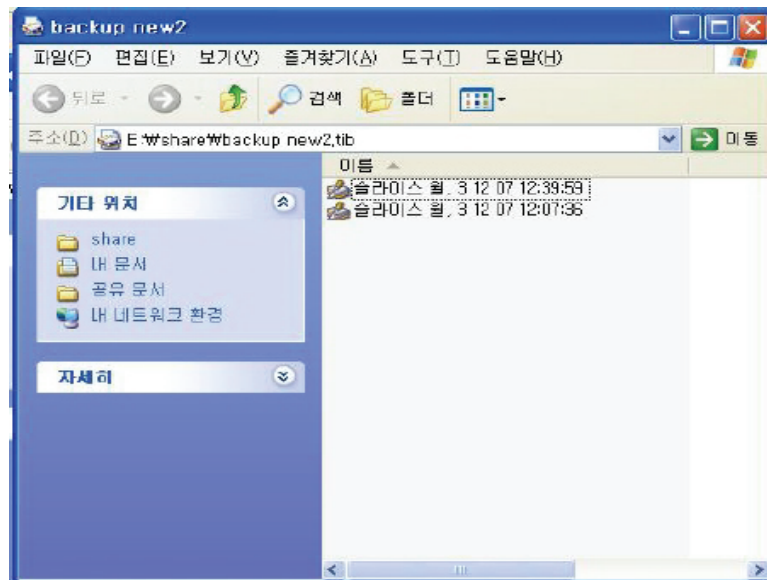 backup new2
파일(F) 편집(E) 보기(V) 즐겨찾기(A) 도구(T) 도움말(H)
뒤로 검색 폴더
주소(D) E:₩share₩backup new2.tib 이동
이름
기타 위치
share
내 문서
공유 문서
내 네트워크 환경
자세히
슬라이스 월, 3 12 07 12:39:59
슬라이스 월, 3 12 07 12:07:36